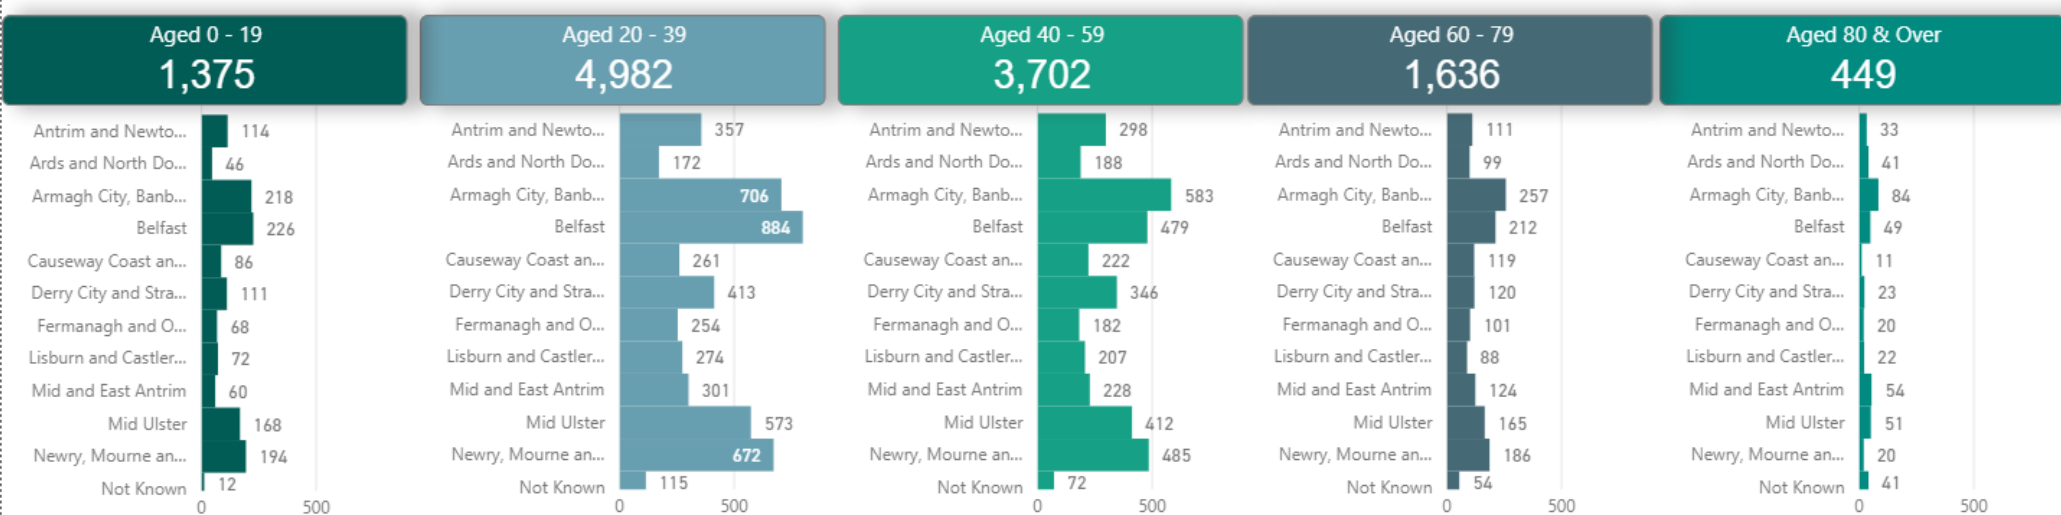 Aged 0 - 19
1,375
Antrim and Newto... 114
Ards and North Do... 46
Armagh City, Banb... 218
Belfast 226
Causeway Coast an... 86
Derry City and Stra... 111
Fermanagh and O... 68
Lisburn and Castler... 72
Mid and East Antrim 60
Mid Ulster 168
Newry, Mourne an... 194
Not Known 12
0 500
Aged 20 - 39
4,982
Antrim and Newto... 357
Ards and North Do... 172
Armagh City, Banb... 706
Belfast 884
Causeway Coast an... 261
Derry City and Stra... 413
Fermanagh and O... 254
Lisburn and Castler... 274
Mid and East Antrim 301
Mid Ulster 573
Newry, Mourne an... 672
Not Known 115
0 500
Aged 40 - 59
3,702
Antrim and Newto... 298
Ards and North Do... 188
Armagh City, Banb... 583
Belfast 479
Causeway Coast an... 222
Derry City and Stra... 346
Fermanagh and O... 182
Lisburn and Castler... 207
Mid and East Antrim 228
Mid Ulster 412
Newry, Mourne an... 485
Not Known 72
0 500
Aged 60 - 79
1,636
Antrim and Newto... 111
Ards and North Do... 99
Armagh City, Banb... 257
Belfast 212
Causeway Coast an... 119
Derry City and Stra... 120
Fermanagh and O... 101
Lisburn and Castler... 88
Mid and East Antrim 124
Mid Ulster 165
Newry, Mourne an... 186
Not Known 54
0 500
Aged 80 & Over
449
Antrim and Newto... 33
Ards and North Do... 41
Armagh City, Banb... 84
Belfast 49
Causeway Coast an... 11
Derry City and Stra... 23
Fermanagh and O... 20
Lisburn and Castler... 22
Mid and East Antrim 54
Mid Ulster 51
Newry, Mourne an... 20
Not Known 41
0 500